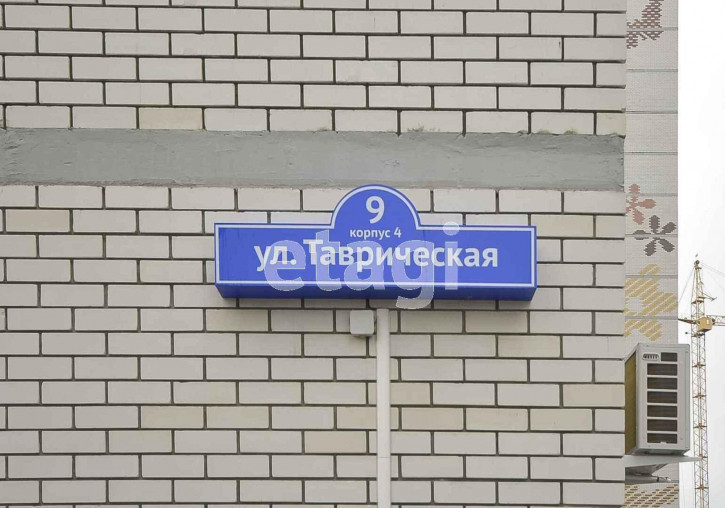 9
корпус 4
ул. Таврическая
etagi